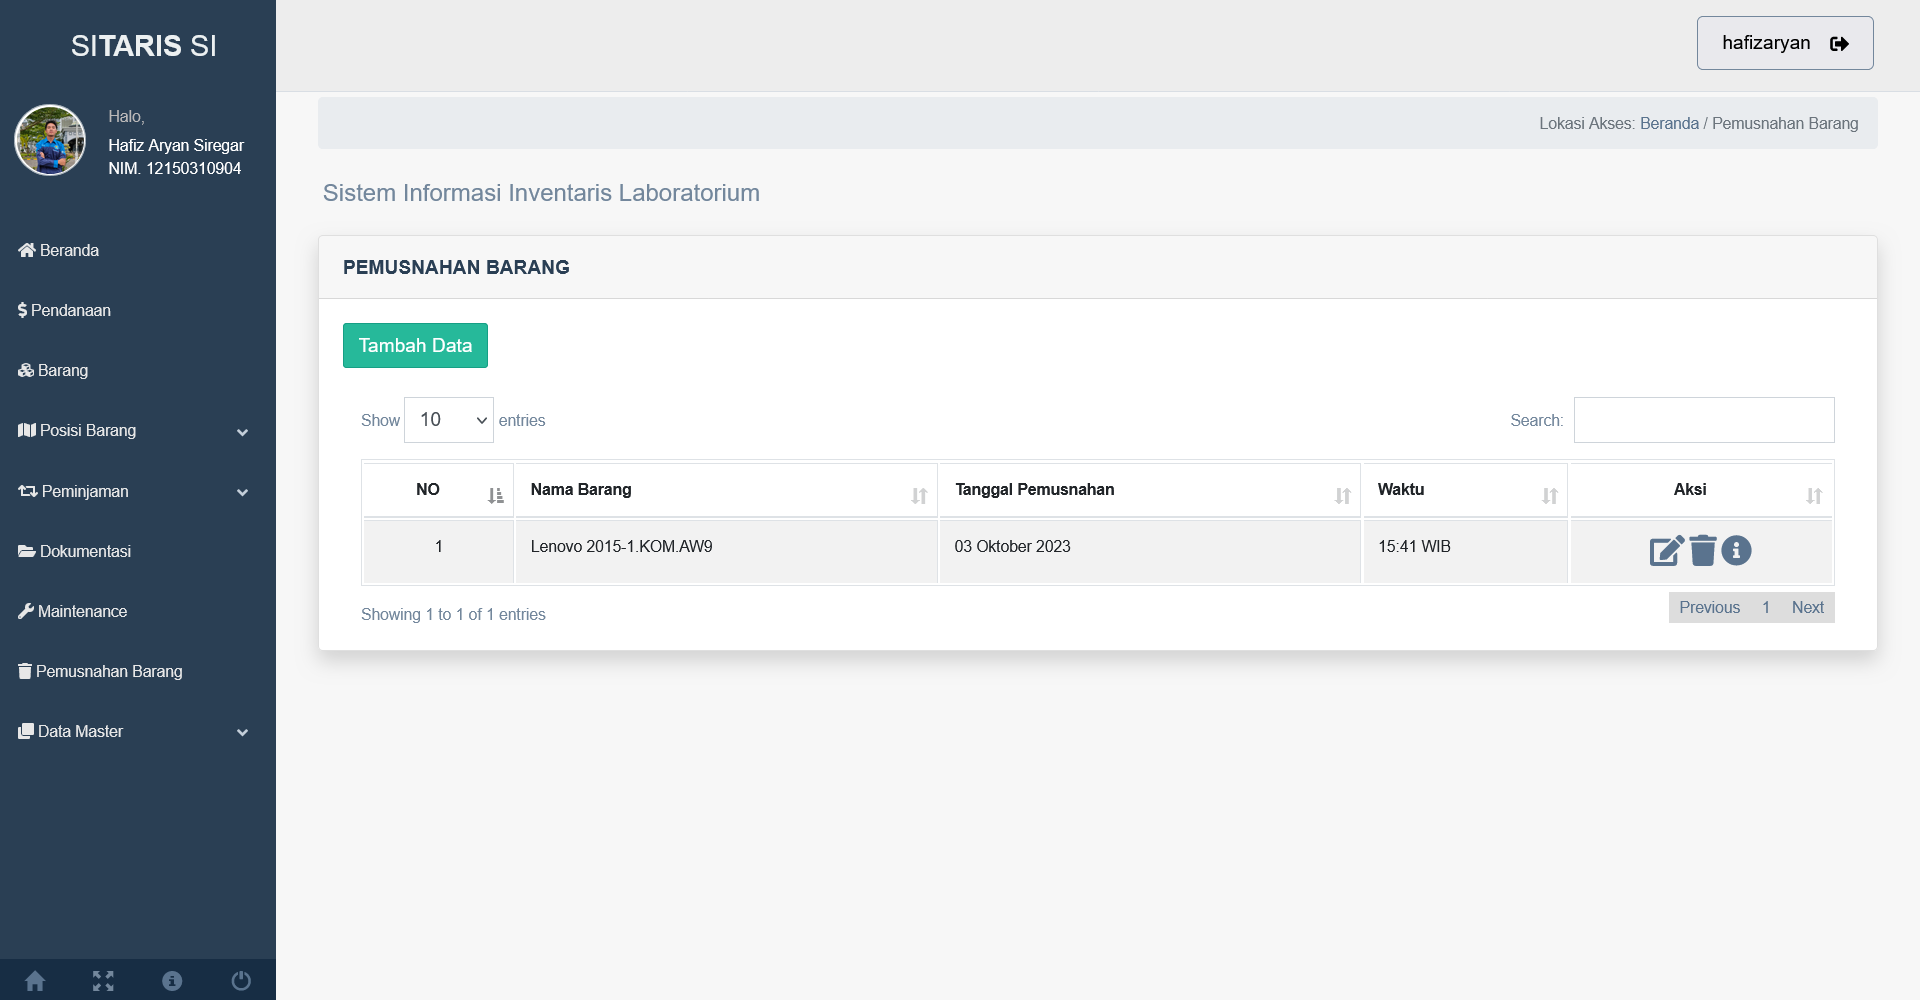 SITARIS SI
Halo,
Hafiz Aryan Siregar
NIM. 12150310904
Beranda
Pendanaan
Barang
Posisi Barang
Peminjaman
Dokumentasi
Maintenance
Pemusnahan Barang
Data Master
hafizaryan
Lokasi Akses: Beranda / Pemusnahan Barang
Sistem Informasi Inventaris Laboratorium
PEMUSNAHAN BARANG
Tambah Data
Show 10 entries
Search:
NO Nama Barang Tanggal Pemusnahan Waktu Aksi
1 Lenovo 2015-1.KOM.AW9 03 Oktober 2023 15:41 WIB
Showing 1 to 1 of 1 entries
Previous 1 Next